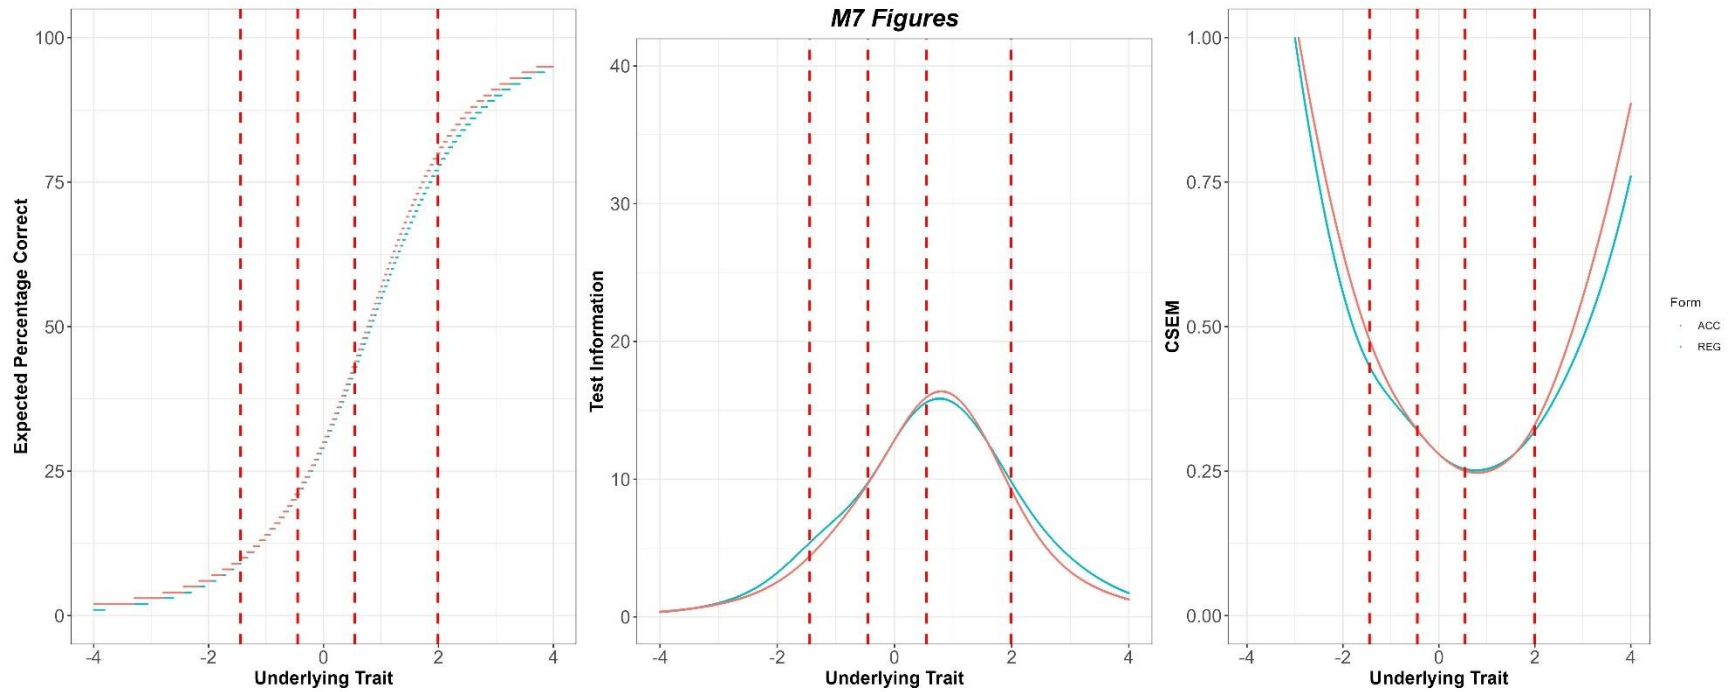 M7 Figures
Expected Percentage Correct
100
75
50
25
0
-4 -2 0 2 4
Underlying Trait
Test Information
40
30
20
10
0
-4 -2 0 2 4
Underlying Trait
CSEM
1.00
0.75
0.50
0.25
0.00
-4 -2 0 2 4
Underlying Trait
Form
ACC
REG